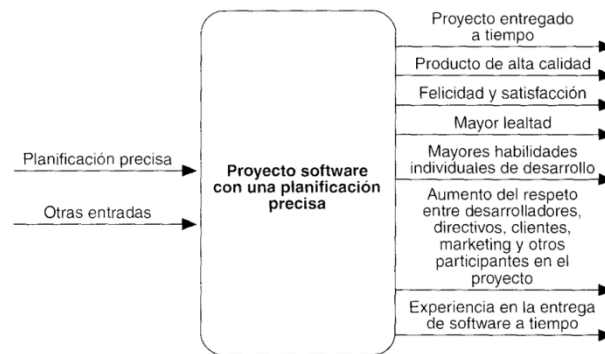 Planificación precisa
Otras entradas
Proyecto software
con una planificación
precisa
Proyecto entregado
a tiempo
Producto de alta calidad
Felicidad y satisfacción
Mayor lealtad
Mayores habilidades
individuales de desarrollo
Aumento del respeto
entre desarrolladores,
directivos, clientes,
marketing y otros
participantes en el
proyecto
Experiencia en la entrega
de software a tiempo